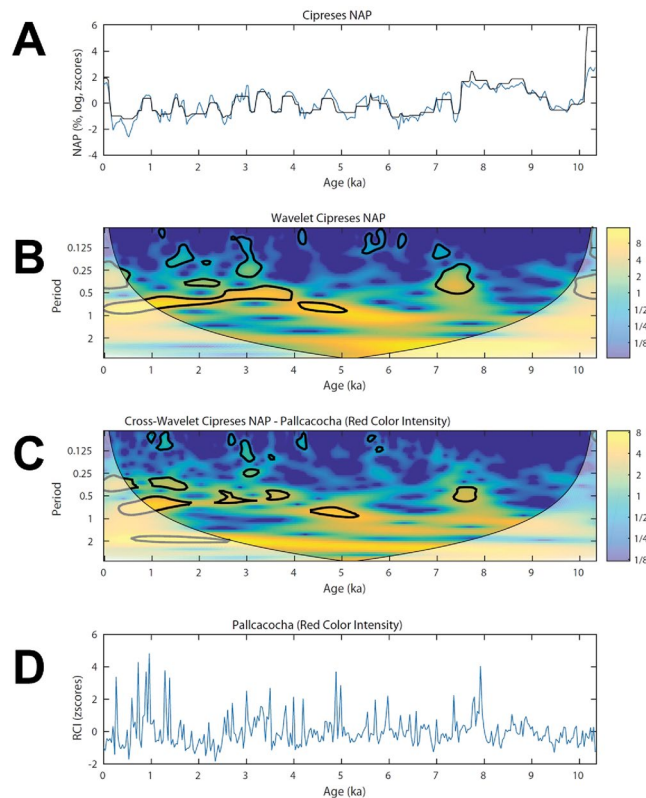 A
Cipreses NAP
NAP (%, log, zscores)
6
4
2
0
-2
-4
0 1 2 3 4 5 6 7 8 9 10
Age (ka)
B
Wavelet Cipreses NAP
Period
0.125
0.25
0.5
1
2
0 1 2 3 4 5 6 7 8 9 10
Age (ka)
8
4
2
1
1/2
1/4
1/8
C
Cross-Wavelet Cipreses NAP - Pallcacocha (Red Color Intensity)
Period
0.125
0.25
0.5
1
2
0 1 2 3 4 5 6 7 8 9 10
Age (ka)
8
4
2
1
1/2
1/4
1/8
D
Pallcacocha (Red Color Intensity)
RCI (zscores)
6
4
2
0
-2
0 1 2 3 4 5 6 7 8 9 10
Age (ka)